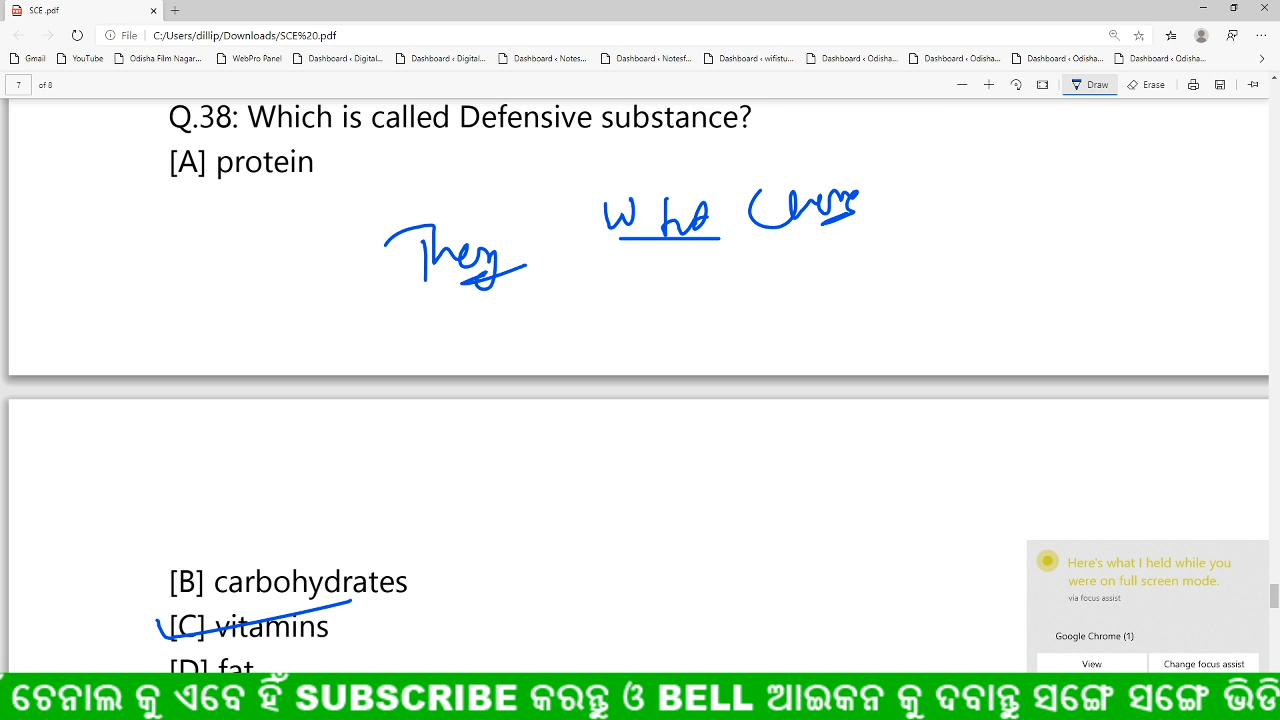 SCE .pdf
File C:/Users/dillip/Downloads/SCE%20.pdf
Gmail YouTube Odisha Film Nagar... WebPro Panel Dashboard ‹ Digital... Dashboard ‹ Digital... Dashboard ‹ Notes... Dashboard ‹ Notesf... Dashboard ‹ wifistu... Dashboard ‹ Odisha... Dashboard ‹ Odisha... Dashboard ‹ Odisha... Dashboard ‹ Odisha...
7 of 8 Draw Erase
Q.38: Which is called Defensive substance?
[A] protein
[B] carbohydrates
[C] vitamins
[D] fat
Here's what I held while you
were on full screen mode.
via focus assist
Google Chrome (1)
View Change focus assist
ଚେନାଲ କୁ ଏବେ ହିଁ SUBSCRIBE କରନ୍ତୁ ଓ BELL ଆଇକନ କୁ ଦବାନ୍ତୁ ସଙ୍ଗେ ସଙ୍ଗେ ଭିଡି